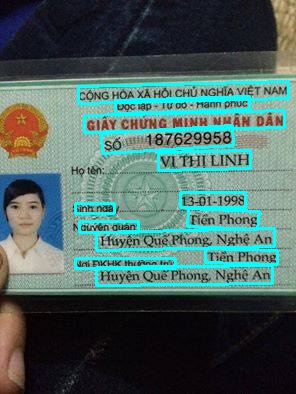 CỘNG HÒA XÃ HỘI CHỦ NGHĨA VIỆT NAM
Độc lập - Tự do - Hạnh phúc
GIẤY CHỨNG MINH NHÂN DÂN
SỐ 187629958
Họ tên: VI THỊ LINH
Sinh ngày 13-01-1998
Nguyên quán Tiền Phong
Huyện Quế Phong, Nghệ An
Nơi ĐKHK thường trú Tiền Phong
Huyện Quế Phong, Nghệ An